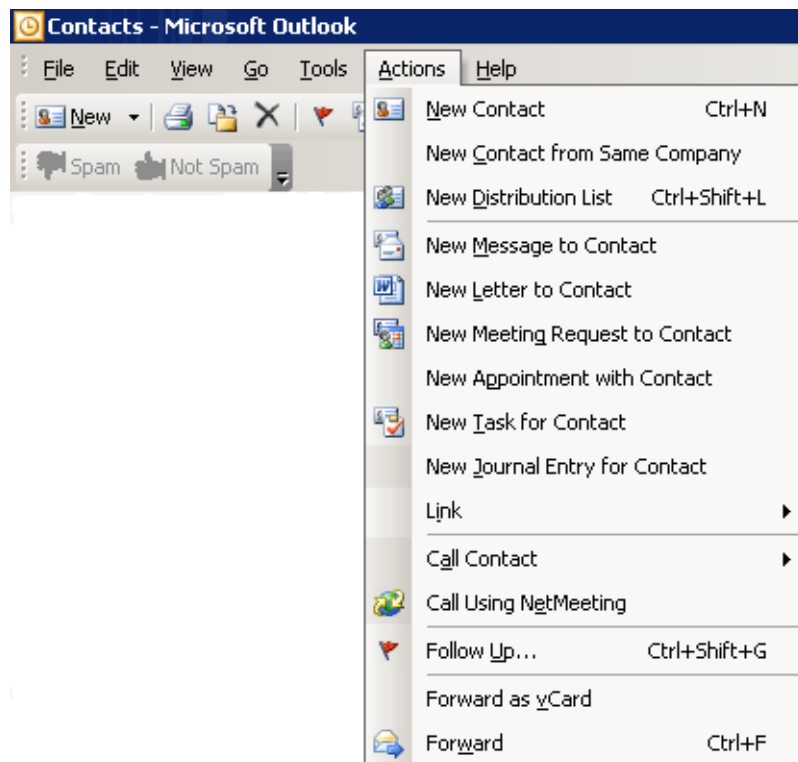 Contacts - Microsoft Outlook
File Edit View Go Tools Actions Help
New
Spam Not Spam
New Contact Ctrl+N
New Contact from Same Company
New Distribution List Ctrl+Shift+L
New Message to Contact
New Letter to Contact
New Meeting Request to Contact
New Appointment with Contact
New Task for Contact
New Journal Entry for Contact
Link
Call Contact
Call Using NetMeeting
Follow Up... Ctrl+Shift+G
Forward as vCard
Forward Ctrl+F